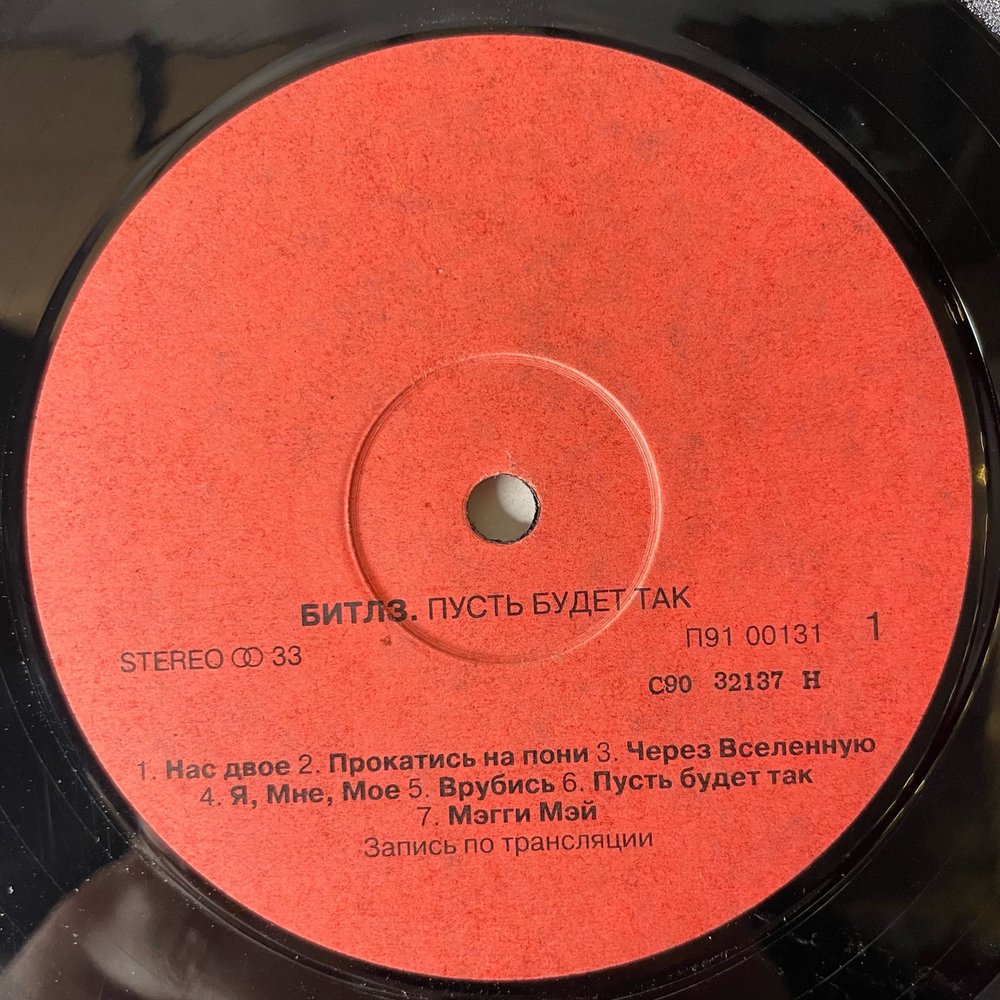 БИТЛЗ. ПУСТЬ БУДЕТ ТАК
П91 00131 1
STEREO 33
С90 32137 Н
1. Нас двое 2. Прокатись на пони 3. Через Вселенную
4. Я, Мне, Мое 5. Врубись 6. Пусть будет так
7. Мэгги Мэй
Запись по трансляции